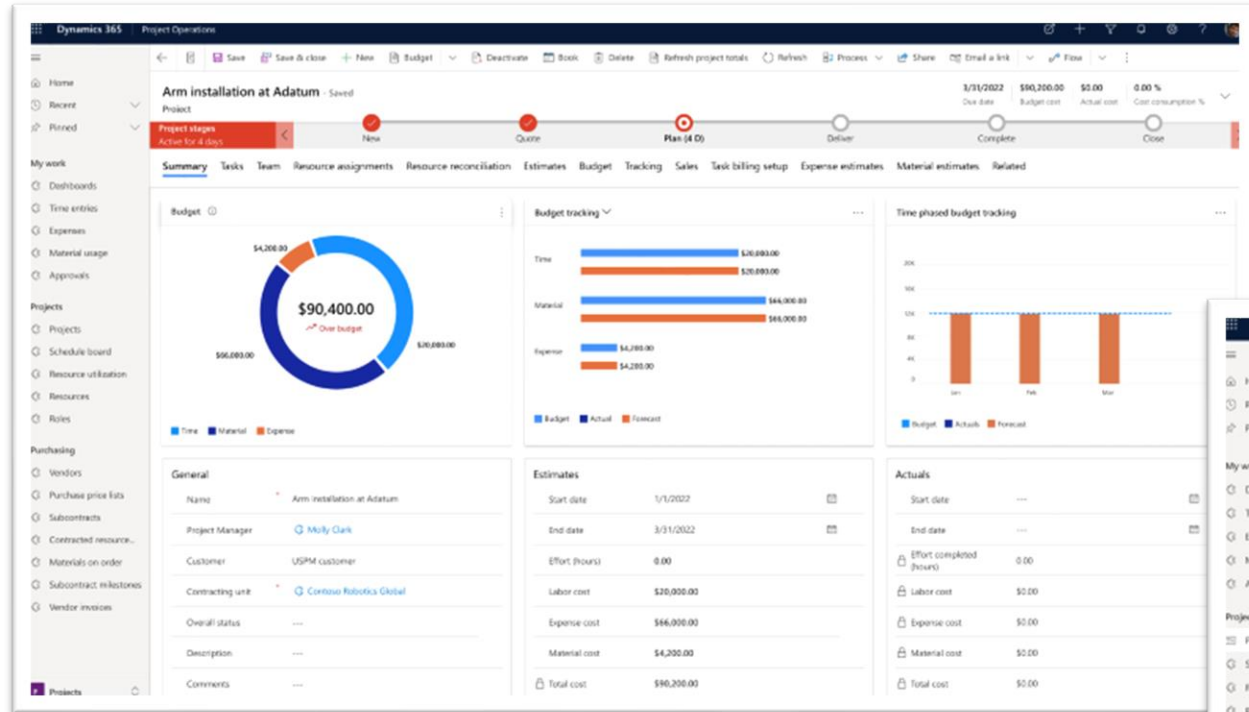 Dynamics 365 Project Operations
Save Save & close + New Budget Deactivate Book Delete Refresh project totals Refresh Process Share Email a link Flow
Arm installation at Adatum - Saved
Project
3/31/2022 $90,200.00 $0.00 0.00 %
Due date Budget cost Actual cost Cost consumption %
Project stages
Active for 4 days
New Quote Plan (4 D) Deliver Complete Close
Summary Tasks Team Resource assignments Resource reconciliation Estimates Budget Tracking Sales Task billing setup Expense estimates Material estimates Related
Home
Recent
Pinned
My work
Dashboards
Time entries
Expenses
Material usage
Approvals
Projects
Projects
Schedule board
Resource utilization
Resources
Roles
Purchasing
Vendors
Purchase price lists
Subcontracts
Contracted resource...
Materials on order
Subcontract milestones
Vendor invoices
Projects
Budget
$4,200.00
$90,400.00
Over budget
$66,000.00
$20,000.00
Time Material Expense
Budget tracking
Time
$20,000.00
$20,000.00
Material
$66,000.00
$66,000.00
Expense
$4,200.00
$4,200.00
Budget Actual Forecast
Time phased budget tracking
20K
16K
12K
8K
4K
0
Jan Feb Mar
Budget Actuals Forecast
General
Name * Arm installation at Adatum
Project Manager Molly Clark
Customer USPM customer
Contracting unit * Contoso Robotics Global
Overall status ---
Description ---
Comments ---
Estimates
Start date 1/1/2022
End date 3/31/2022
Effort (hours) 0.00
Labor cost $20,000.00
Expense cost $66,000.00
Material cost $4,200.00
Total cost $90,200.00
Actuals
Start date ---
End date ---
Effort completed
(hours) 0.00
Labor cost $0.00
Expense cost $0.00
Material cost $0.00
Total cost $0.00
My w
Projec